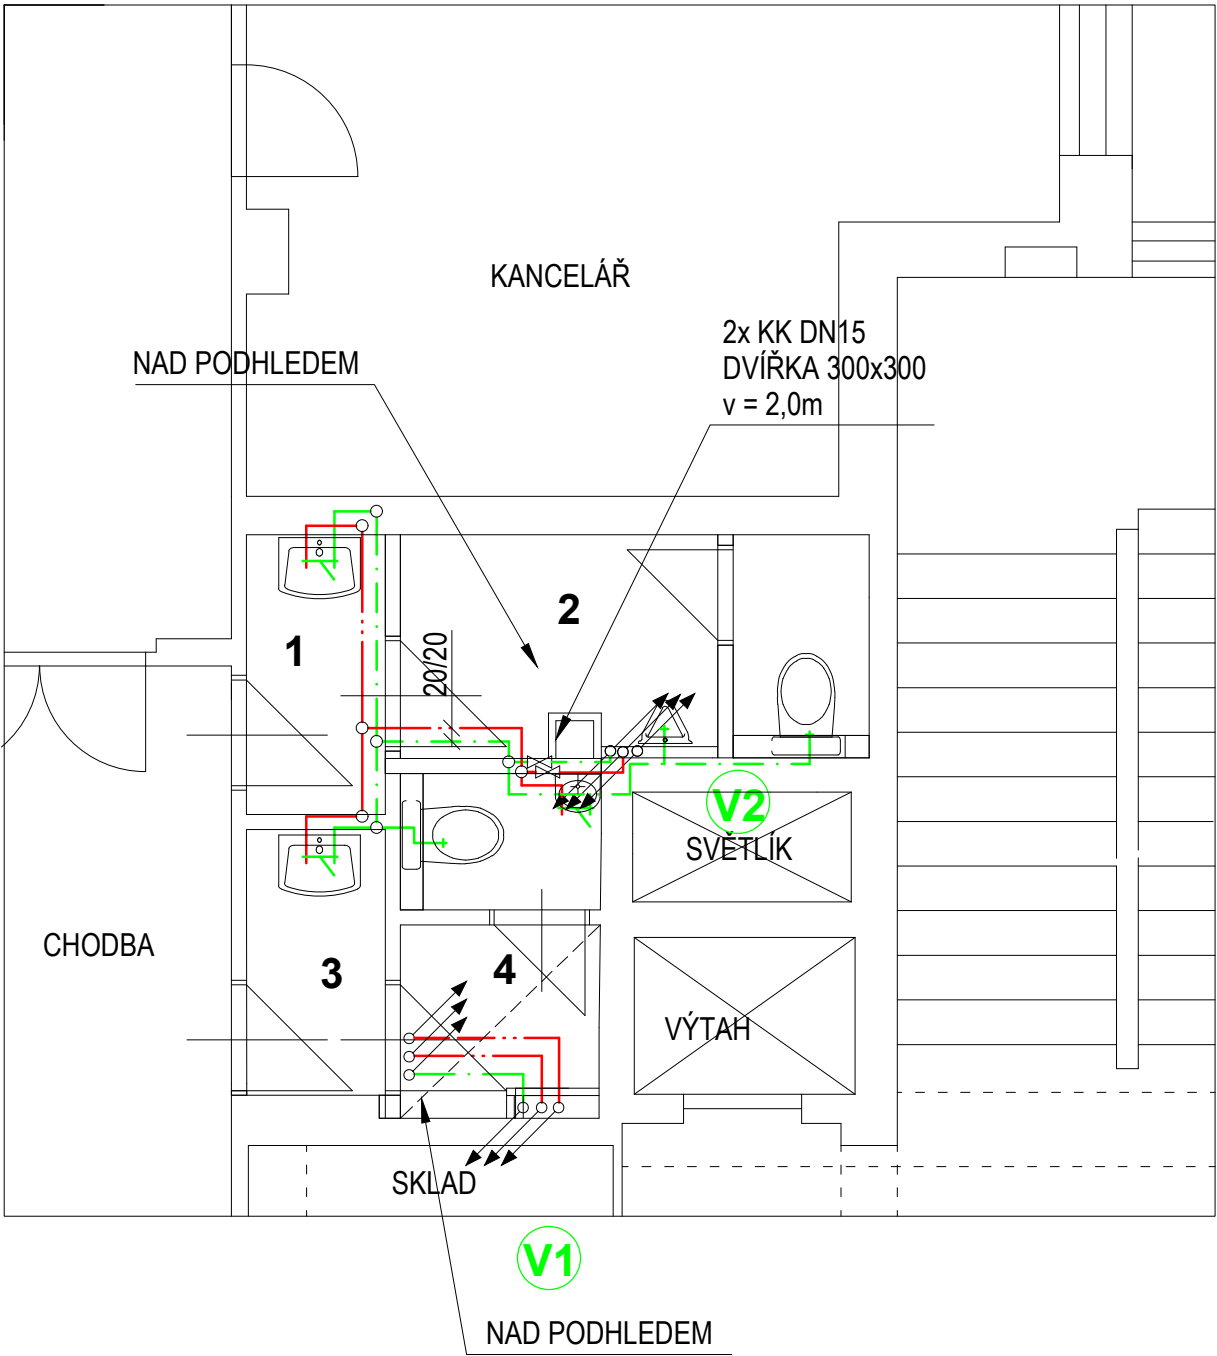 KANCELÁŘ
2x KK DN15
DVÍŘKA 300x300
v = 2,0m
NAD PODHLEDEM
2
1
20/20
V2
SVĚTLÍK
CHODBA
3
4
VÝTAH
SKLAD
V1
NAD PODHLEDEM